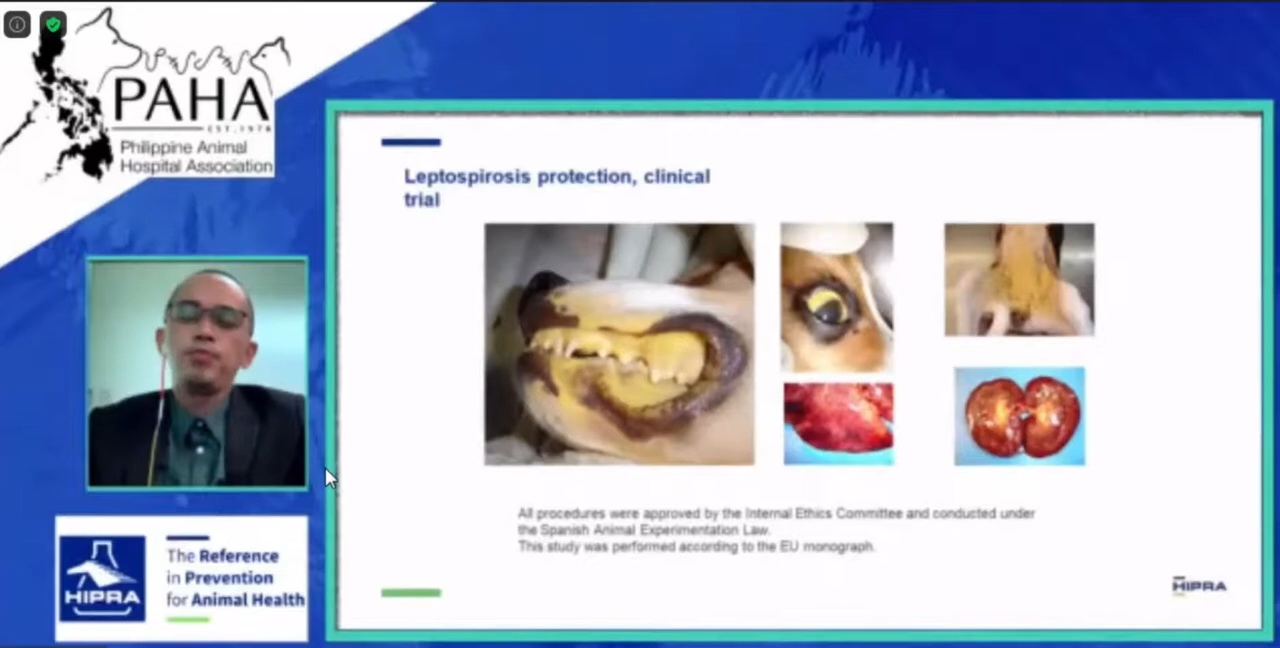 PAHA
EST. 1978
Philippine Animal
Hospital Association
Leptospirosis protection, clinical
trial
All procedures were approved by the Internal Ethics Committee and conducted under
the Spanish Animal Experimentation Law.
This study was performed according to the EU monograph.
HIPRA
HIPRA
The Reference
in Prevention
for Animal Health